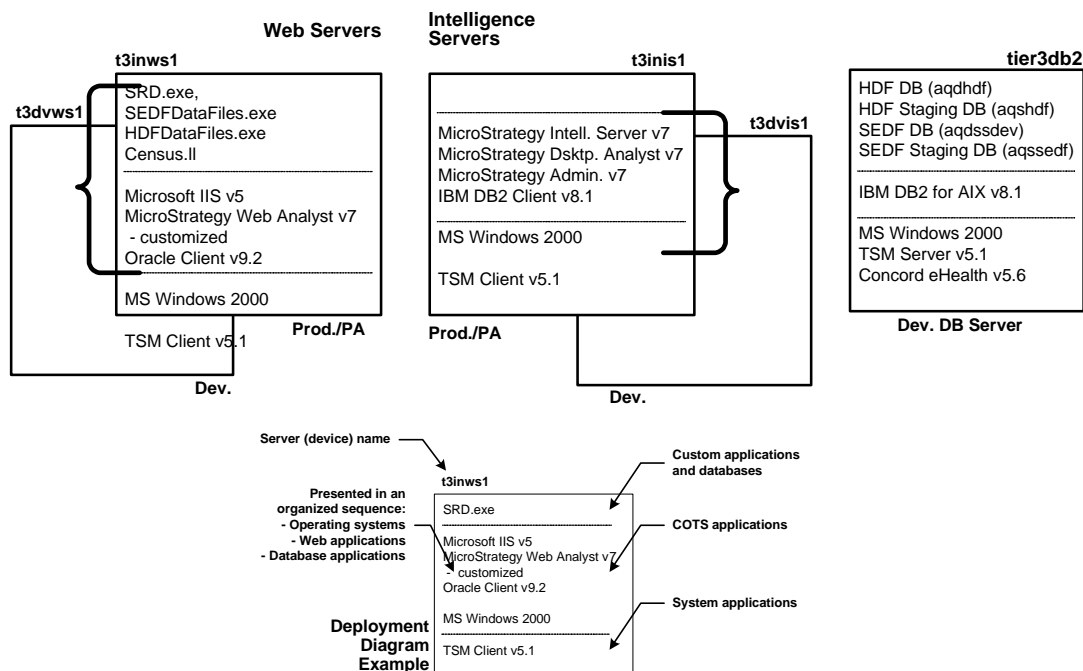 Web Servers
Intelligence
Servers
t3inws1
t3inis1
tier3db2
t3dvws1
SRD.exe,
SEDFDataFiles.exe
HDFDataFiles.exe
Census.II
Microsoft IIS v5
MicroStrategy Web Analyst v7
- customized
Oracle Client v9.2
MS Windows 2000
TSM Client v5.1
Prod./PA
Dev.
t3dvis1
MicroStrategy Intell. Server v7
MicroStrategy Dsktp. Analyst v7
MicroStrategy Admin. v7
IBM DB2 Client v8.1
MS Windows 2000
TSM Client v5.1
Prod./PA
Dev.
HDF DB (aqdhdf)
HDF Staging DB (aqshdf)
SEDF DB (aqdssdev)
SEDF Staging DB (aqssedf)
IBM DB2 for AIX v8.1
MS Windows 2000
TSM Server v5.1
Concord eHealth v5.6
Dev. DB Server
Server (device) name
t3inws1
Presented in an
organized sequence:
- Operating systems
- Web applications
- Database applications
SRD.exe
Microsoft IIS v5
MicroStrategy Web Analyst v7
- customized
Oracle Client v9.2
MS Windows 2000
TSM Client v5.1
Custom applications
and databases
COTS applications
System applications
Deployment
Diagram
Example